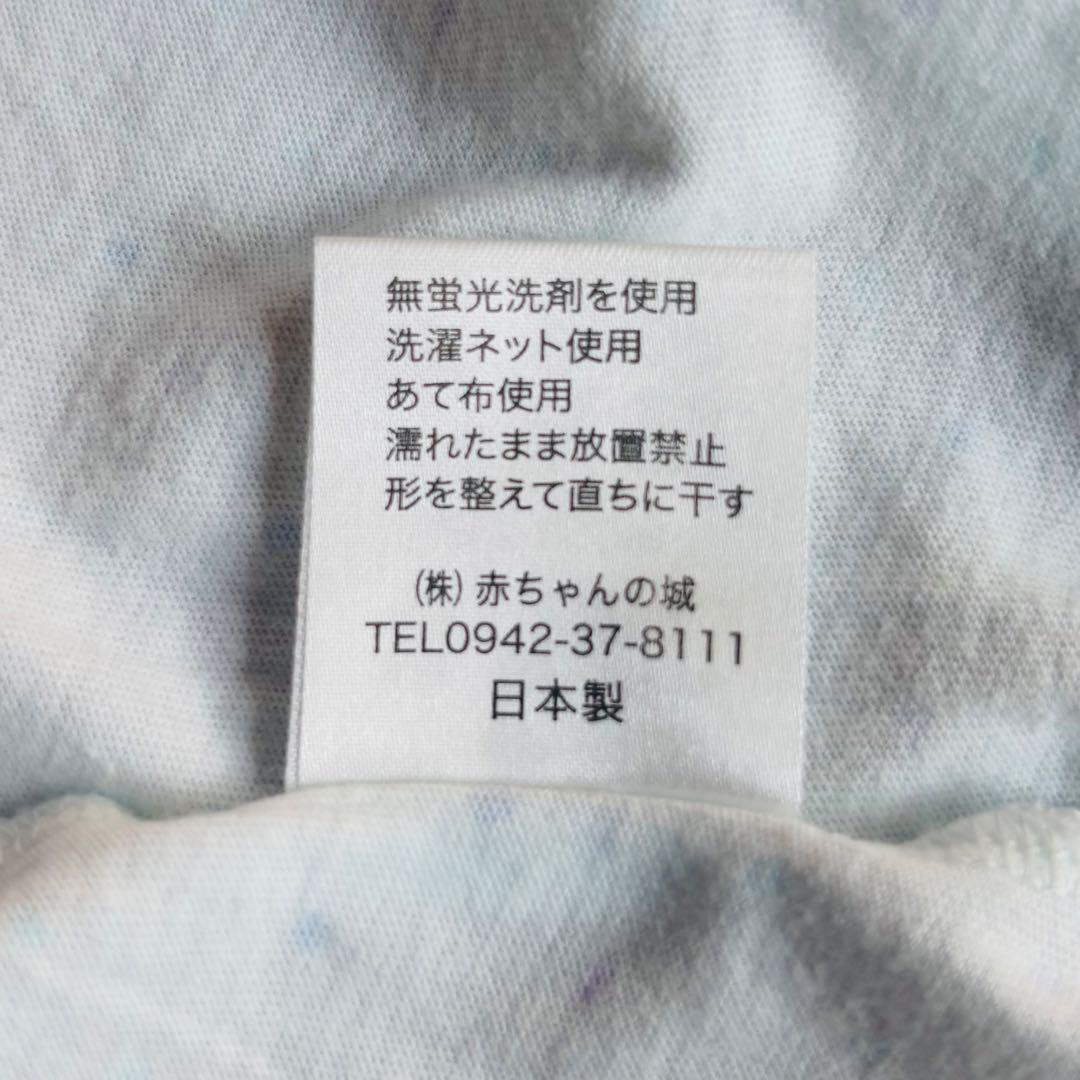 無蛍光洗剤を使用
洗濯ネット使用
あて布使用
濡れたまま放置禁止
形を整えて直ちに干す
(株) 赤ちゃんの城
TEL0942-37-8111
日本製